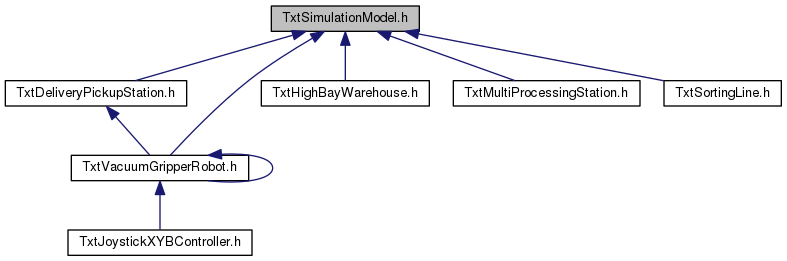 TxtSimulationModel.h
TxtDeliveryPickupStation.h
TxtHighBayWarehouse.h
TxtMultiProcessingStation.h
TxtSortingLine.h
TxtVacuumGripperRobot.h
TxtJoystickXYBController.h